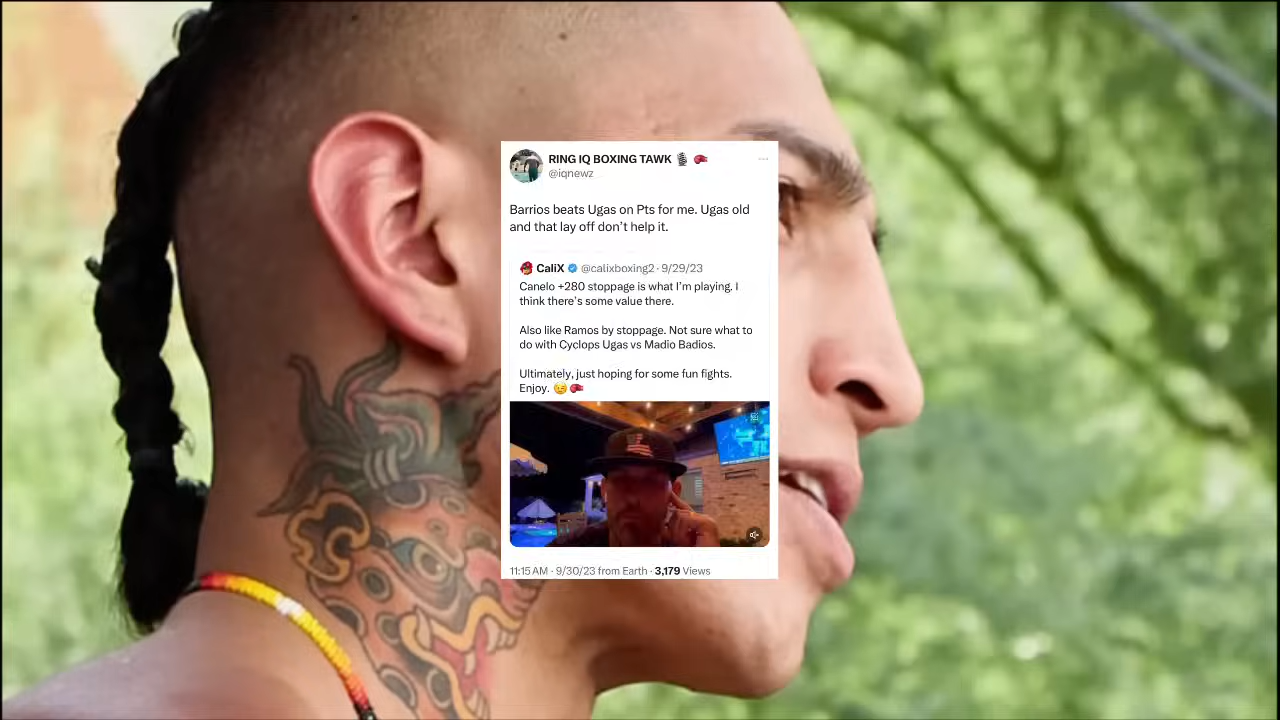 RING IQ BOXING TAWK 🎙️ 🥊
@iqnewz
Barrios beats Ugas on Pts for me. Ugas old
and that lay off don't help it.
CaliX @calixboxing2 · 9/29/23
Canelo +280 stoppage is what I'm playing. I
think there's some value there.
Also like Ramos by stoppage. Not sure what to
do with Cyclops Ugas vs Madio Badios.
Ultimately, just hoping for some fun fights.
Enjoy. 😉🥊
11:15 AM · 9/30/23 from Earth · 3,179 Views